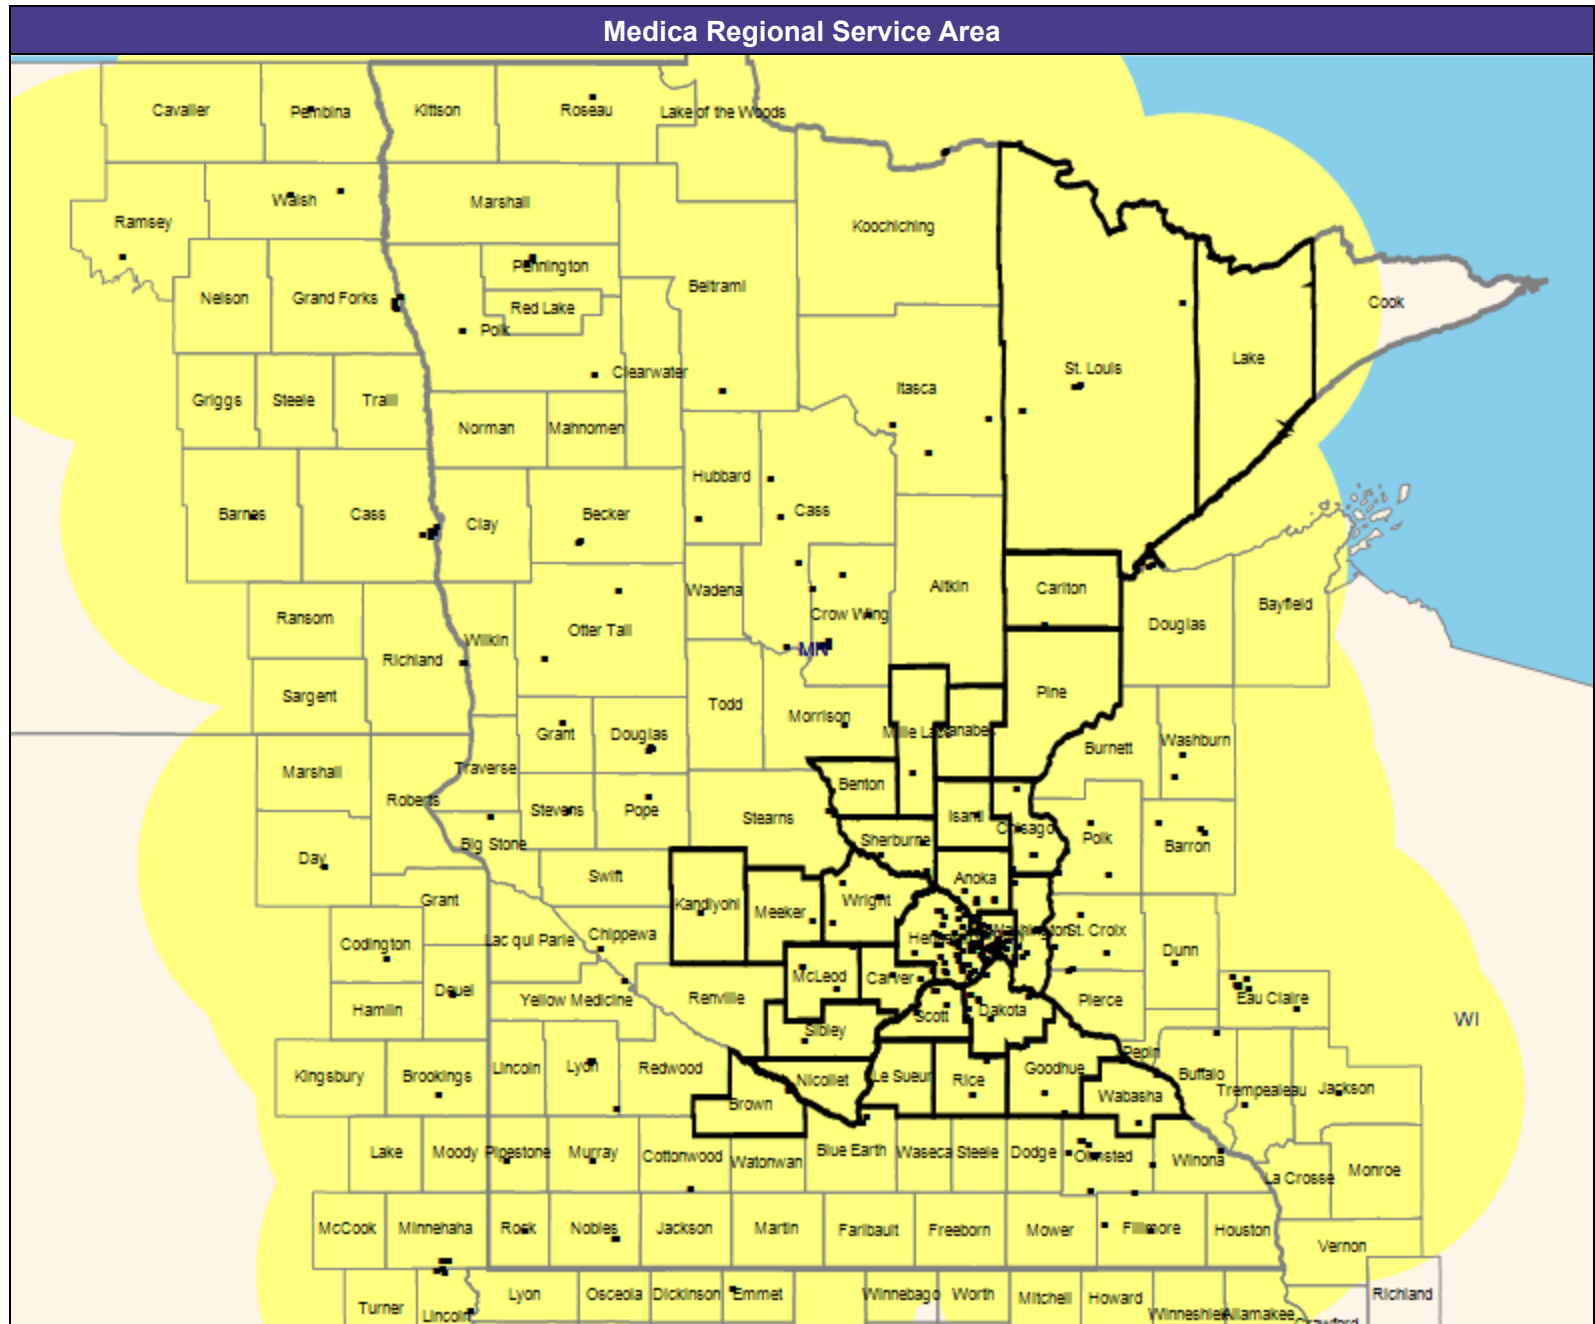 Medica Regional Service Area
Cavalier
Pembina
Kittson
Roseau
Lake of the Woods
Ramsey
Walsh
Marshall
Koochiching
Pennington
Beltrami
Nelson
Grand Forks
Red Lake
Polk
Cook
Clearwater
St. Louis
Lake
Itasca
Griggs
Steele
Traill
Norman
Mahnomen
Hubbard
Cass
Barnes
Cass
Clay
Becker
Wadena
Aitkin
Carlton
Crow Wing
Douglas
Bayfield
Ransom
Wilkin
Otter Tail
MN
Richland
Sargent
Todd
Morrison
Pine
Grant
Douglas
Mille Lacs
Kanabec
Burnett
Washburn
Marshall
Traverse
Benton
Roberts
Stevens
Pope
Stearns
Isanti
Chisago
Polk
Barron
Big Stone
Sherburne
Day
Swift
Anoka
Grant
Kandiyohi
Meeker
Wright
Codington
Lac qui Parle
Chippewa
Washington
St. Croix
Dunn
Deuel
McLeod
Carver
Hamlin
Yellow Medicine
Renville
Scott
Dakota
Pierce
Eau Claire
WI
Sibley
Pepin
Kingsbury
Brookings
Lincoln
Lyon
Redwood
Nicollet
Le Sueur
Rice
Goodhue
Buffalo
Trempealeau
Jackson
Brown
Wabasha
Lake
Moody
Pipestone
Murray
Cottonwood
Watonwan
Blue Earth
Waseca
Steele
Dodge
Olmsted
Winona
La Crosse
Monroe
McCook
Minnehaha
Rock
Nobles
Jackson
Martin
Faribault
Freeborn
Mower
Fillmore
Houston
Vernon
Turner
Lincoln
Lyon
Osceola
Dickinson
Emmet
Winnebago
Worth
Mitchell
Howard
Winneshiek
Allamakee
Crawford
Richland